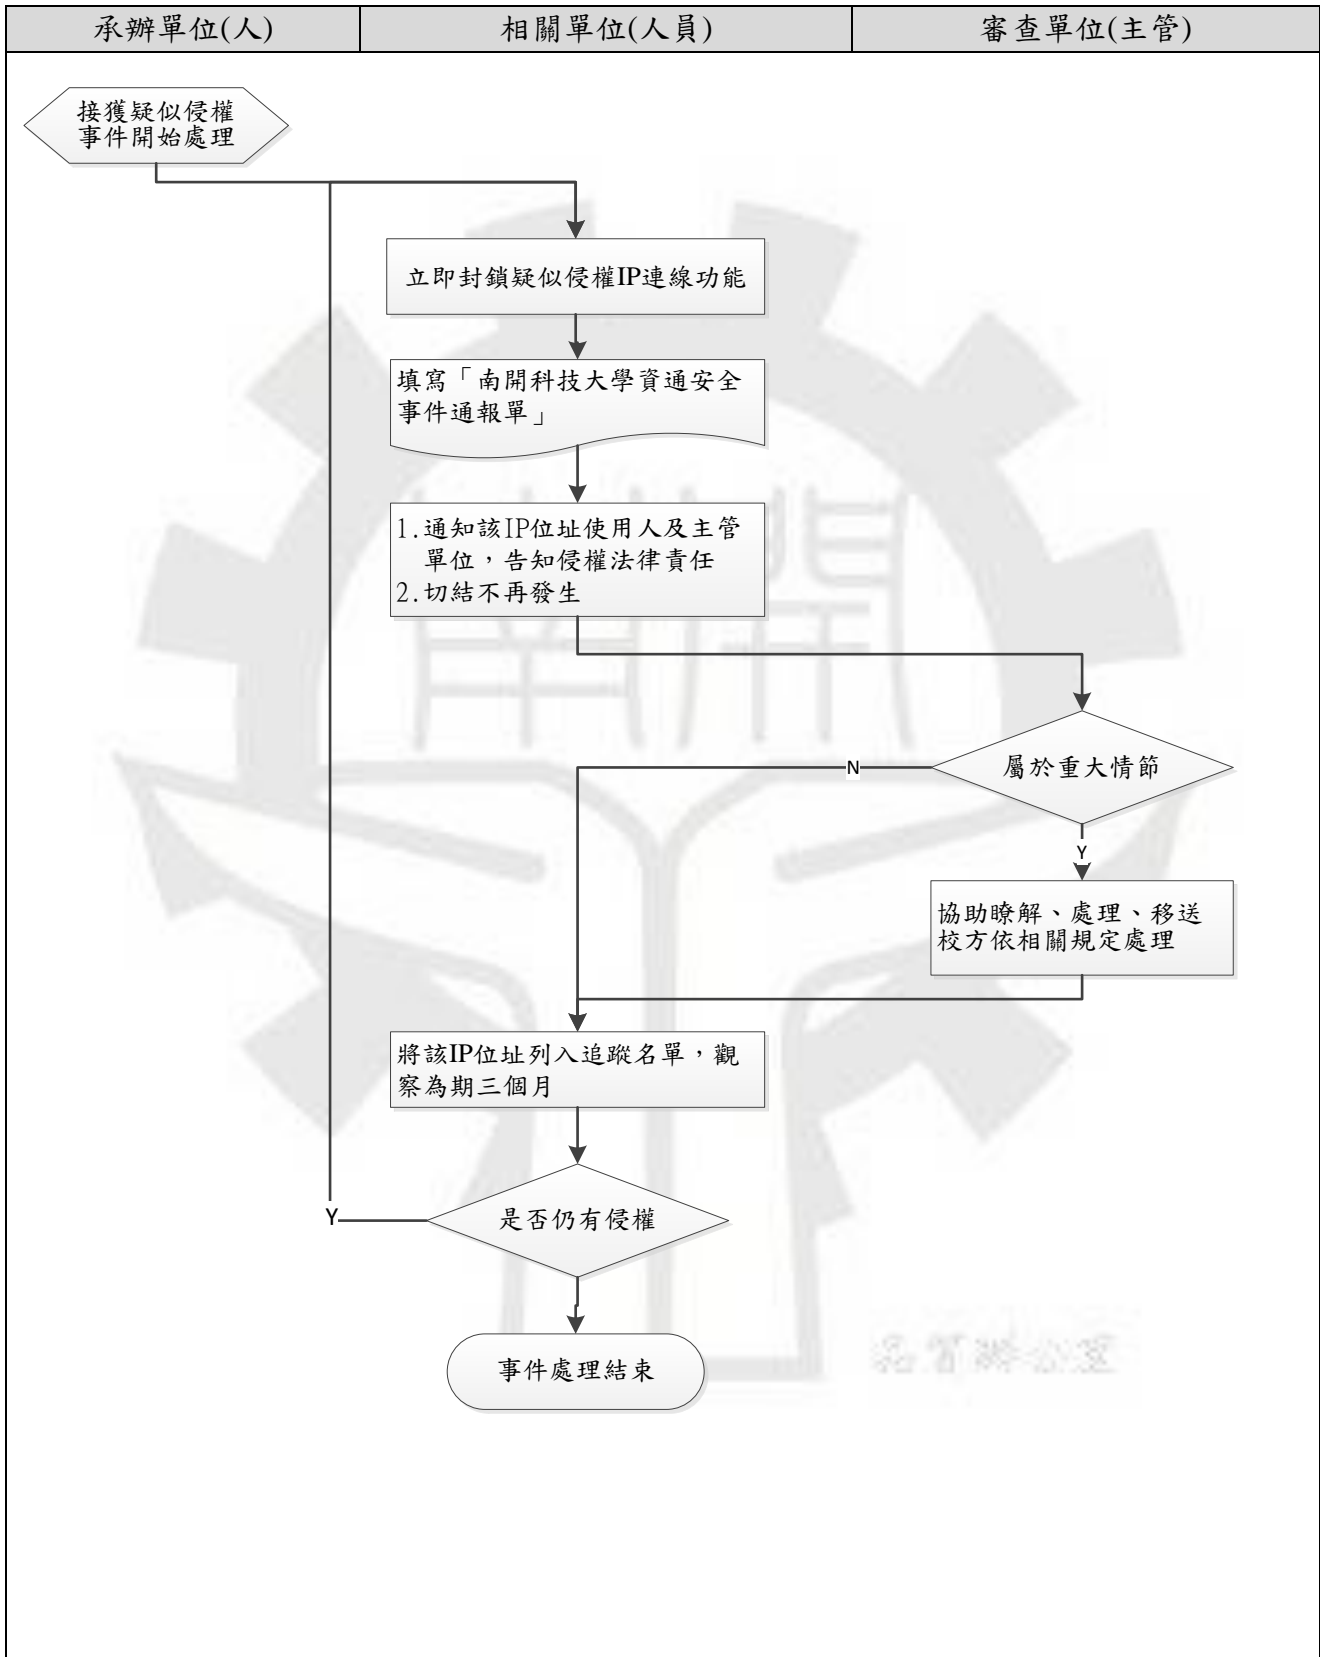 承辦單位(人)
相關單位(人員)
審查單位(主管)
接獲疑似侵權
事件開始處理
立即封鎖疑似侵權IP連線功能
填寫「南開科技大學資通安全
事件通報單」
1.通知該IP位址使用人及主管
單位，告知侵權法律責任
2.切結不再發生
屬於重大情節
N
Y
協助瞭解、處理、移送
校方依相關規定處理
將該IP位址列入追蹤名單，觀
察為期三個月
是否仍有侵權
Y
事件處理結束
南開
品質辦公室